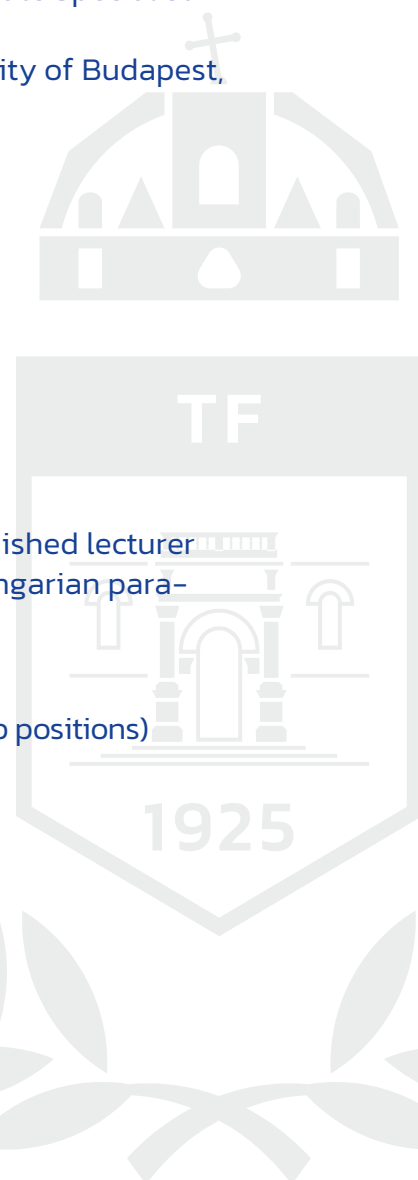 ity of Budapest,
TF
ished lecturer
ngarian para-
positions)
1925